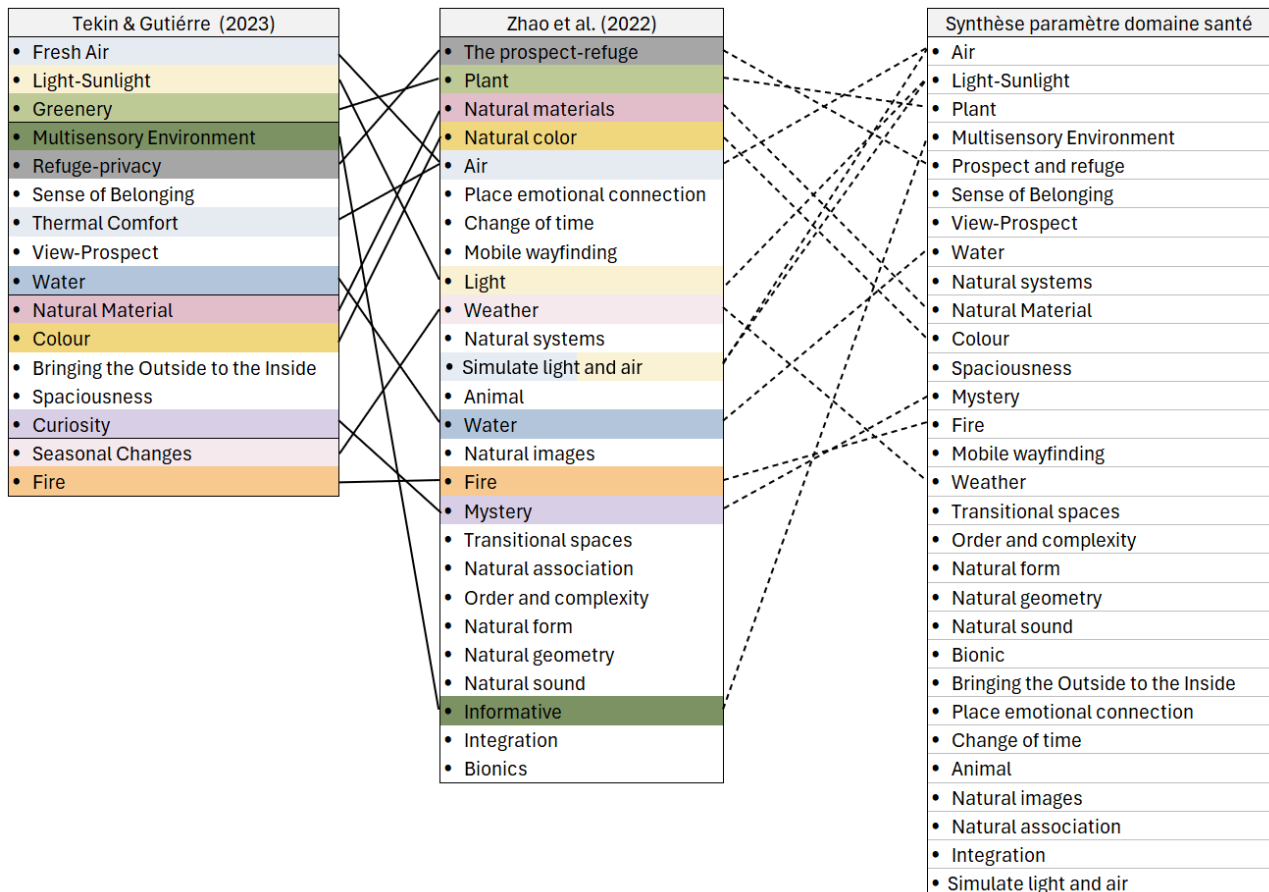 Tekin & Gutiérre (2023)
• Fresh Air
• Light-Sunlight
• Greenery
• Multisensory Environment
• Refuge-privacy
• Sense of Belonging
• Thermal Comfort
• View-Prospect
• Water
• Natural Material
• Colour
• Bringing the Outside to the Inside
• Spaciousness
• Curiosity
• Seasonal Changes
• Fire
Zhao et al. (2022)
• The prospect-refuge
• Plant
• Natural materials
• Natural color
• Air
• Place emotional connection
• Change of time
• Mobile wayfinding
• Light
• Weather
• Natural systems
• Simulate light and air
• Animal
• Water
• Natural images
• Fire
• Mystery
• Transitional spaces
• Natural association
• Order and complexity
• Natural form
• Natural geometry
• Natural sound
• Informative
• Integration
• Bionics
Synthèse paramètre domaine santé
• Air
• Light-Sunlight
• Plant
• Multisensory Environment
• Prospect and refuge
• Sense of Belonging
• View-Prospect
• Water
• Natural systems
• Natural Material
• Colour
• Spaciousness
• Mystery
• Fire
• Mobile wayfinding
• Weather
• Transitional spaces
• Order and complexity
• Natural form
• Natural geometry
• Natural sound
• Bionic
• Bringing the Outside to the Inside
• Place emotional connection
• Change of time
• Animal
• Natural images
• Natural association
• Integration
• Simulate light and air